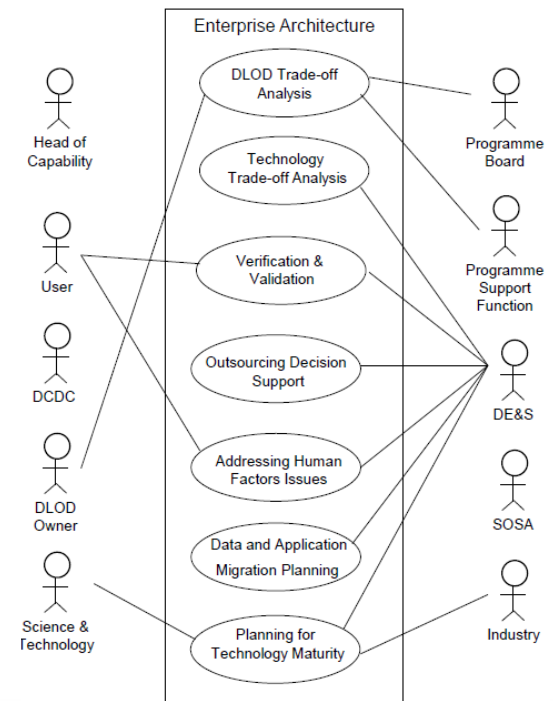 Enterprise Architecture
DLOD Trade-off
Analysis
Technology
Trade-off Analysis
Verification &
Validation
Outsourcing Decision
Support
Addressing Human
Factors Issues
Data and Application
Migration Planning
Planning for
Technology Maturity
Head of
Capability
User
DCDC
DLOD
Owner
Science &
Technology
Programme
Board
Programme
Support
Function
DE&S
SOSA
Industry